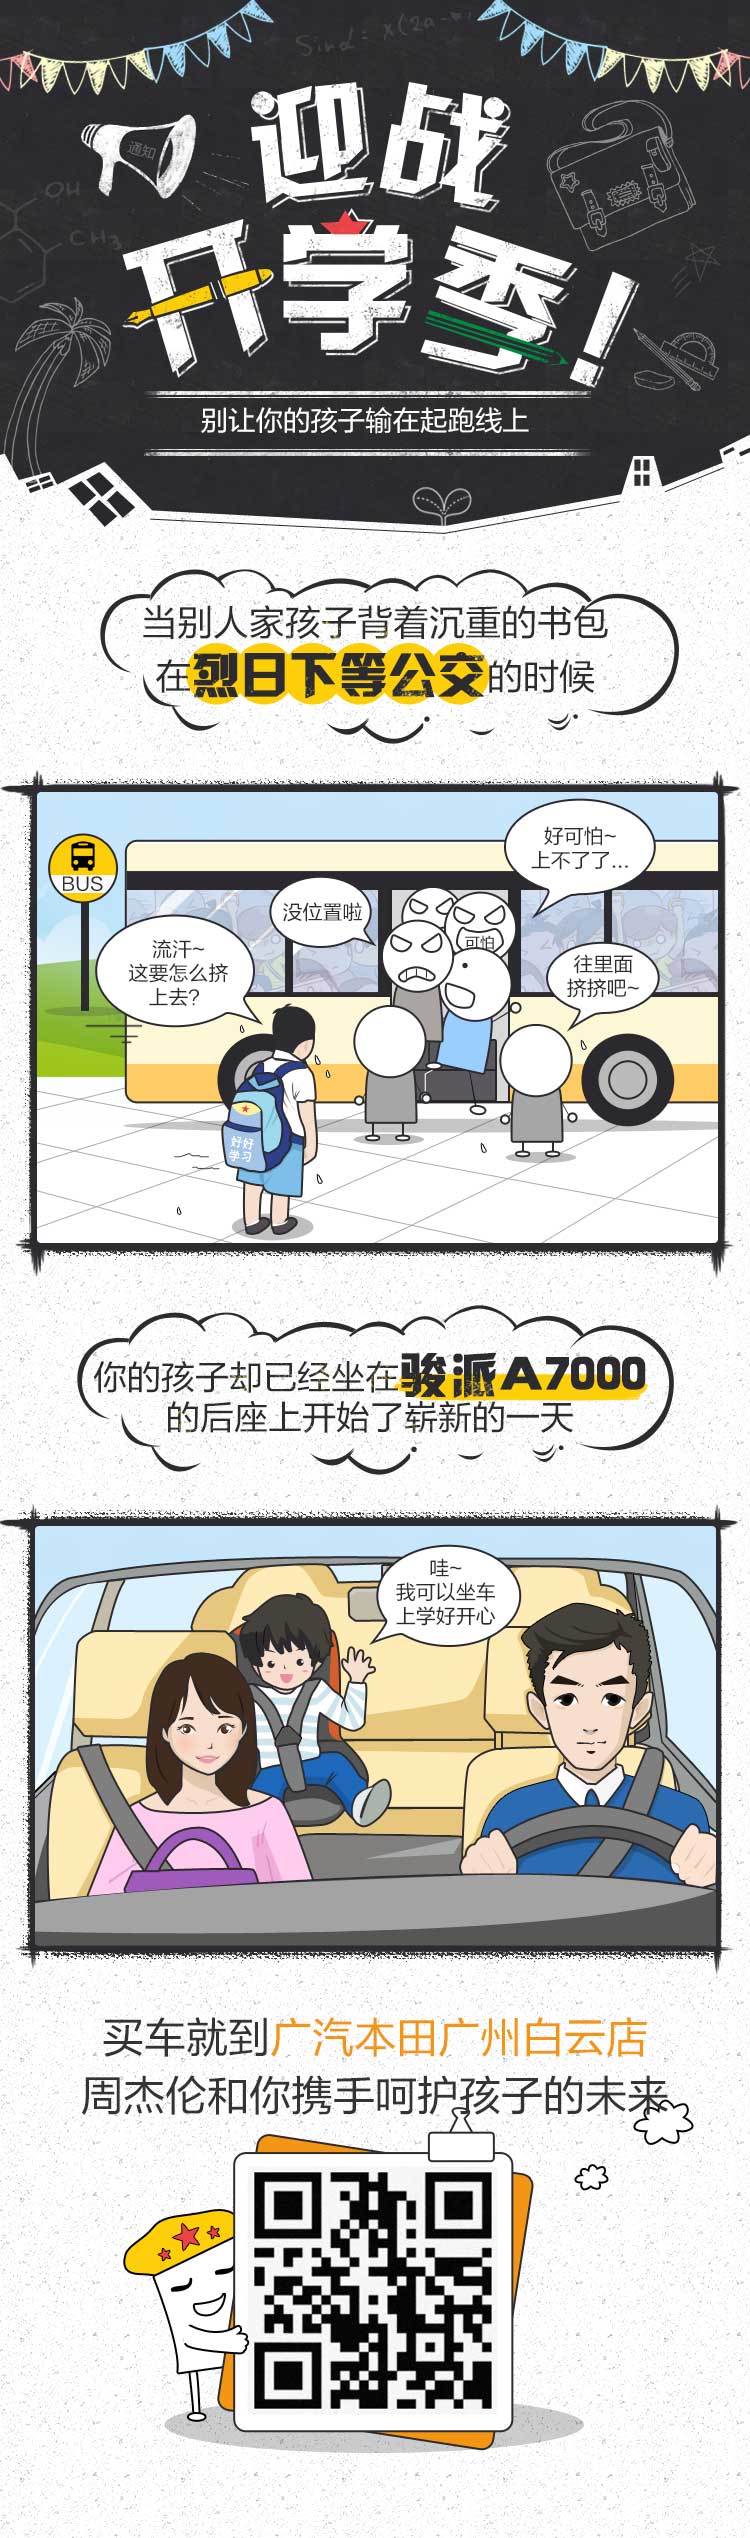 Sind = x(2a-
通知
OH
CH3
迎战
开学季!
别让你的孩子输在起跑线上
当别人家孩子背着沉重的书包
在烈日下等公交的时候
BUS
好可怕~
上不了了...
没位置啦
可怕
流汗~
这要怎么挤
上去?
往里面
挤挤吧~
好好
学习
你的孩子却已经坐在骏派A7000
的后座上开始了崭新的一天
哇~
我可以坐车
上学好开心
买车就到广汽本田广州白云店
周杰伦和你携手呵护孩子的未来